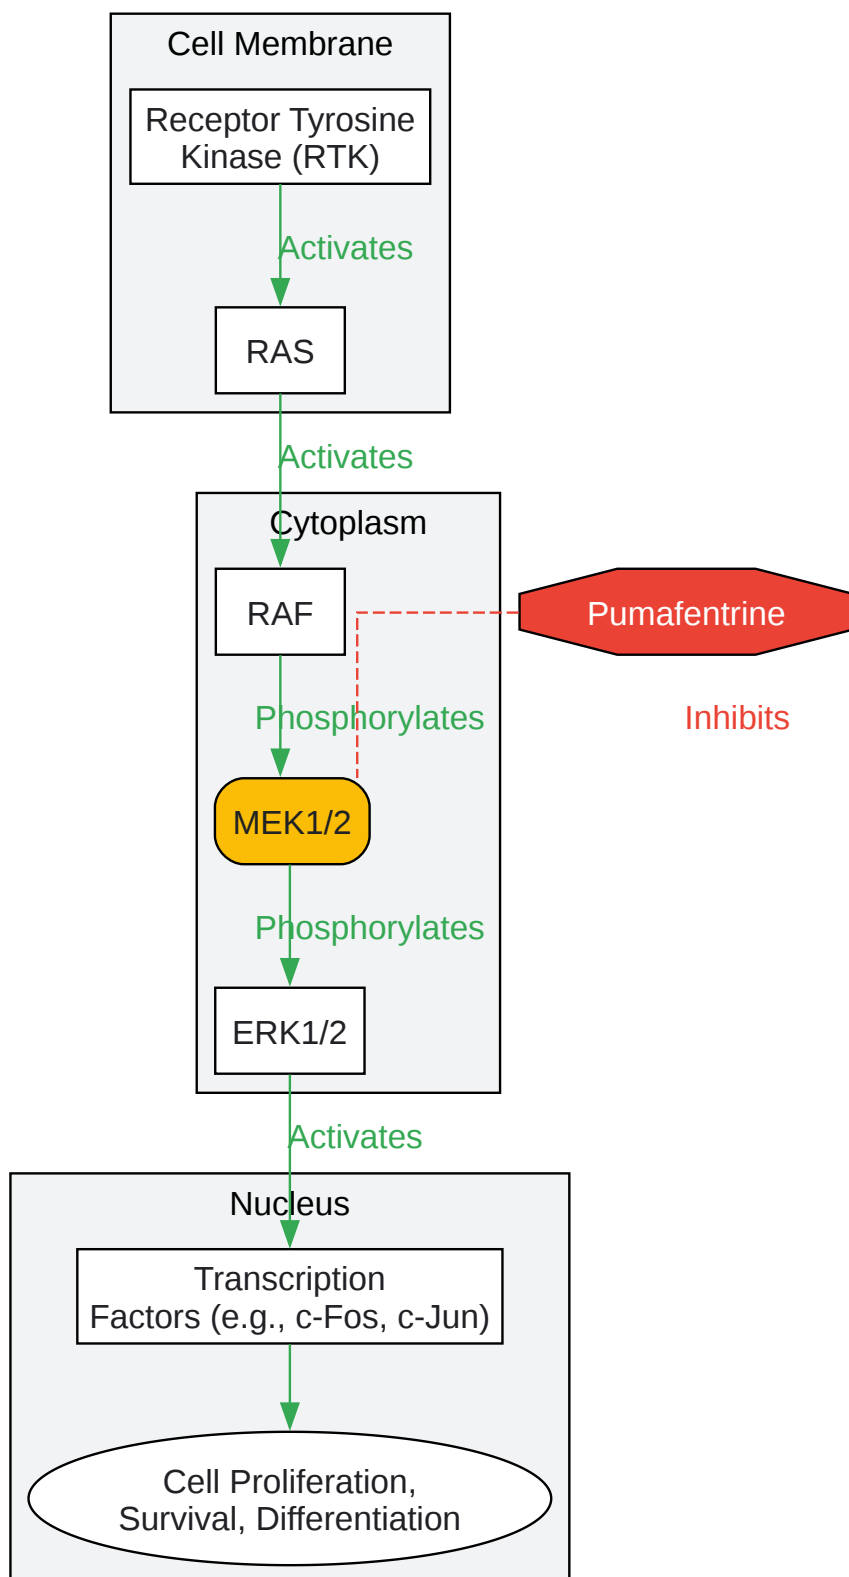 Cell Membrane
Receptor Tyrosine
Kinase (RTK)
Activates
RAS
Activates
Cytoplasm
RAF
Pumafentrine
Phosphorylates
Inhibits
MEK1/2
Phosphorylates
ERK1/2
Activates
Nucleus
Transcription
Factors (e.g., c-Fos, c-Jun)
Cell Proliferation,
Survival, Differentiation